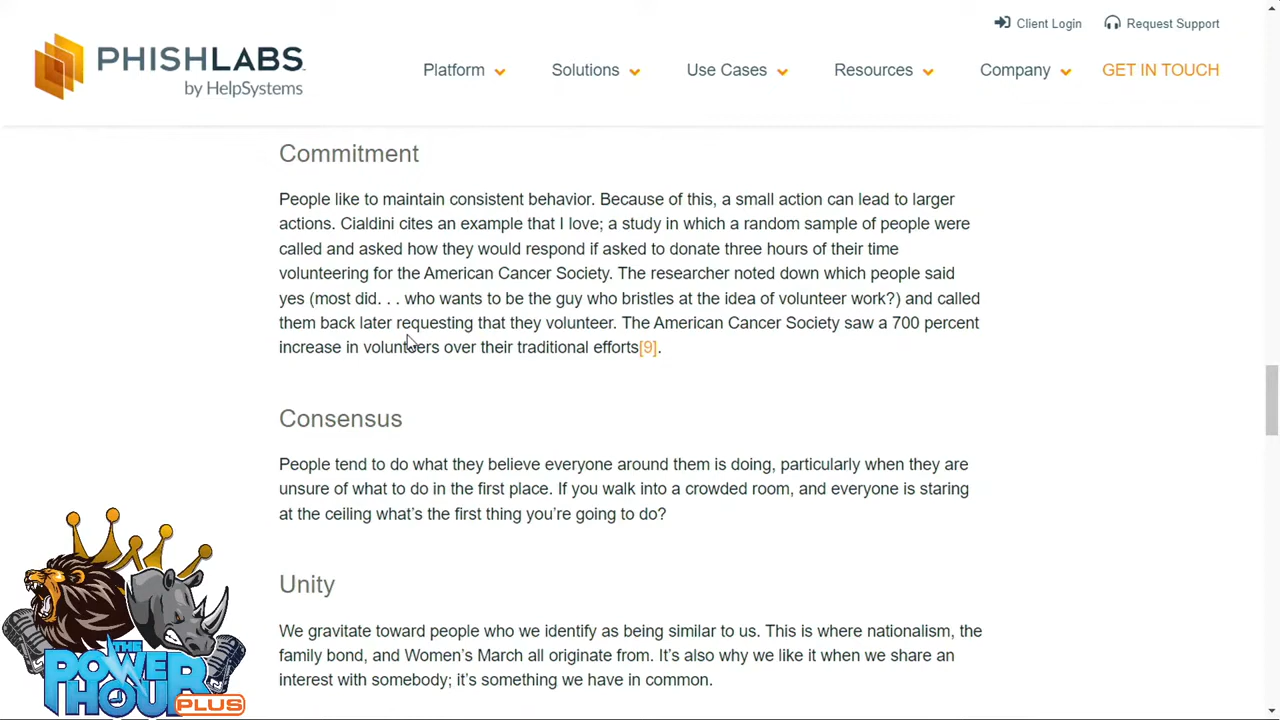 Client Login
Request Support
PHISHLABS
by HelpSystems
Platform
Solutions
Use Cases
Resources
Company
GET IN TOUCH
Commitment
People like to maintain consistent behavior. Because of this, a small action can lead to larger
actions. Cialdini cites an example that I love; a study in which a random sample of people were
called and asked how they would respond if asked to donate three hours of their time
volunteering for the American Cancer Society. The researcher noted down which people said
yes (most did. . . who wants to be the guy who bristles at the idea of volunteer work?) and called
them back later requesting that they volunteer. The American Cancer Society saw a 700 percent
increase in volunteers over their traditional efforts[9].
Consensus
People tend to do what they believe everyone around them is doing, particularly when they are
unsure of what to do in the first place. If you walk into a crowded room, and everyone is staring
at the ceiling what's the first thing you're going to do?
Unity
We gravitate toward people who we identify as being similar to us. This is where nationalism, the
family bond, and Women's March all originate from. It's also why we like it when we share an
interest with somebody; it's something we have in common.
THE
POWER
HOUR
PLUS